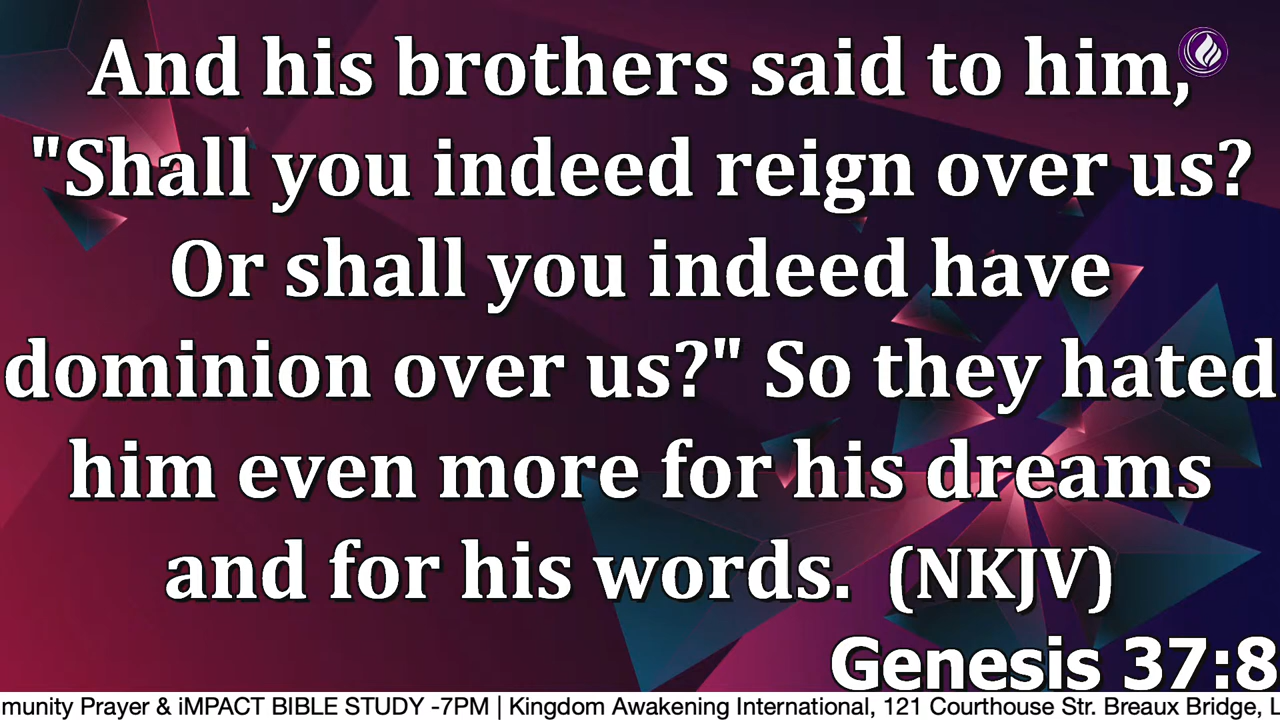 And his brothers said to him,
"Shall you indeed reign over us?
Or shall you indeed have
dominion over us?" So they hated
him even more for his dreams
and for his words. (NKJV)
Genesis 37:8
munity Prayer & iMPACT BIBLE STUDY -7PM | Kingdom Awakening International, 121 Courthouse Str. Breaux Bridge, L